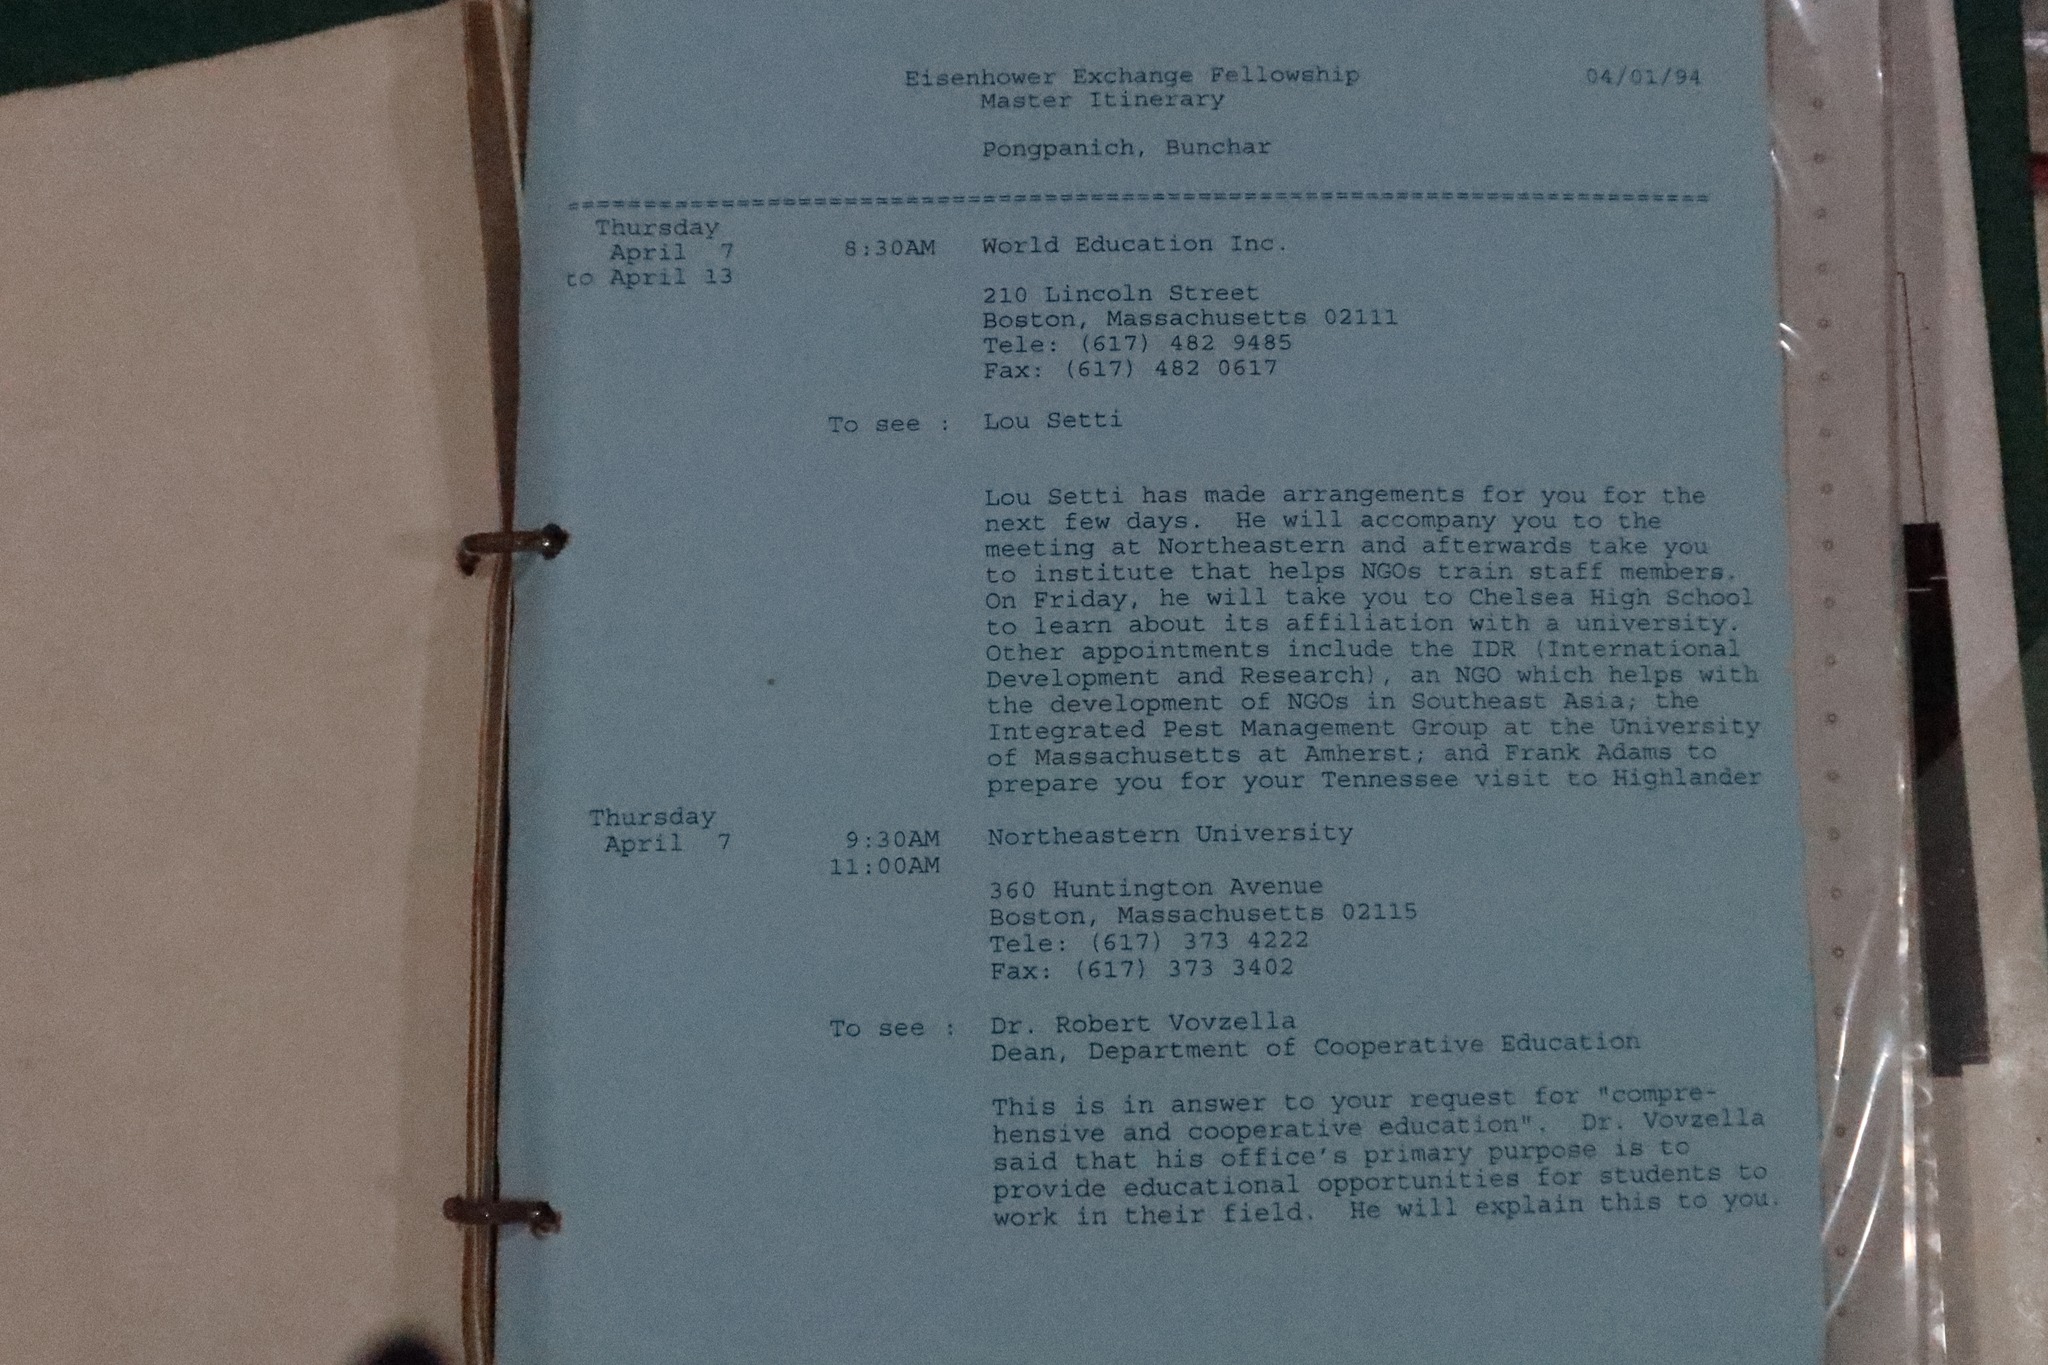 Eisenhower Exchange Fellowship 04/01/94
Master Itinerary
Pongpanich, Bunchar
==========================================================================
Thursday
April 7 8:30AM World Education Inc.
to April 13
210 Lincoln Street
Boston, Massachusetts 02111
Tele: (617) 482 9485
Fax: (617) 482 0617
To see : Lou Setti
Lou Setti has made arrangements for you for the
next few days. He will accompany you to the
meeting at Northeastern and afterwards take you
to institute that helps NGOs train staff members.
On Friday, he will take you to Chelsea High School
to learn about its affiliation with a university.
Other appointments include the IDR (International
Development and Research), an NGO which helps with
the development of NGOs in Southeast Asia; the
Integrated Pest Management Group at the University
of Massachusetts at Amherst; and Frank Adams to
prepare you for your Tennessee visit to Highlander
Thursday
April 7 9:30AM Northeastern University
11:00AM
360 Huntington Avenue
Boston, Massachusetts 02115
Tele: (617) 373 4222
Fax: (617) 373 3402
To see : Dr. Robert Vovzella
Dean, Department of Cooperative Education
This is in answer to your request for "compre-
hensive and cooperative education". Dr. Vovzella
said that his office's primary purpose is to
provide educational opportunities for students to
work in their field. He will explain this to you.